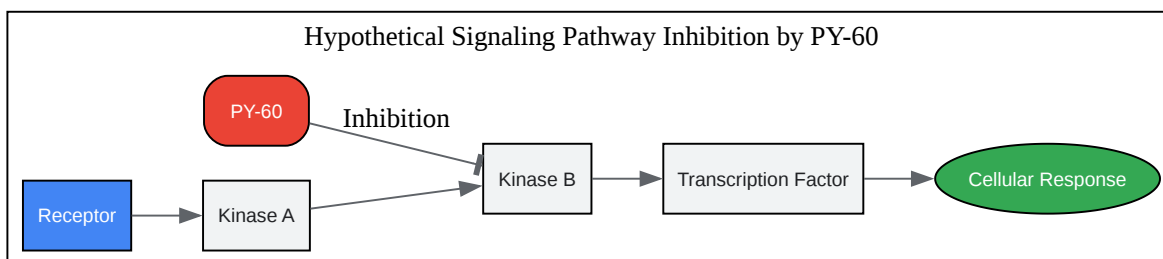 Hypothetical Signaling Pathway Inhibition by PY-60
PY-60
Inhibition
Receptor
Kinase A
Kinase B
Transcription Factor
Cellular Response